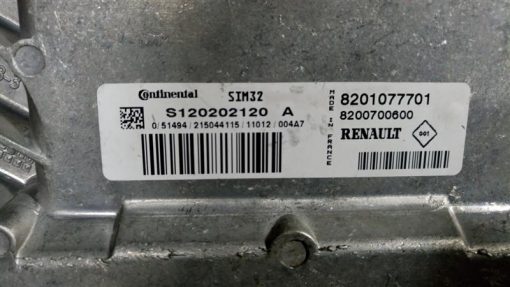 Continental SIM32
S120202120 A
0/51494/215044115/11012/004A7
MADE IN FRANCE
8201077701
8200700600
RENAULT 001